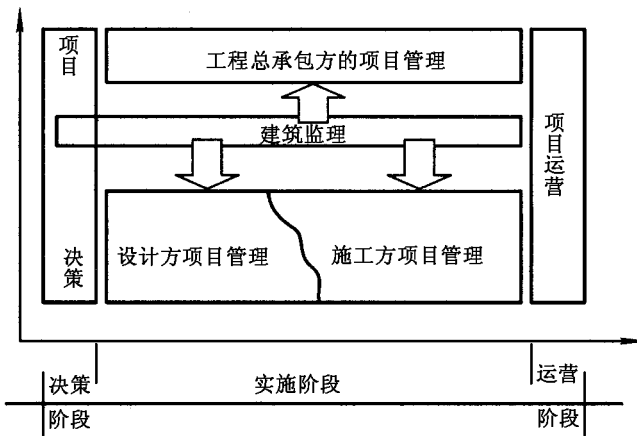 项目
工程总承包方的项目管理
建筑监理
项目运营
决策
设计方项目管理
施工方项目管理
决策
实施阶段
运营
阶段
阶段